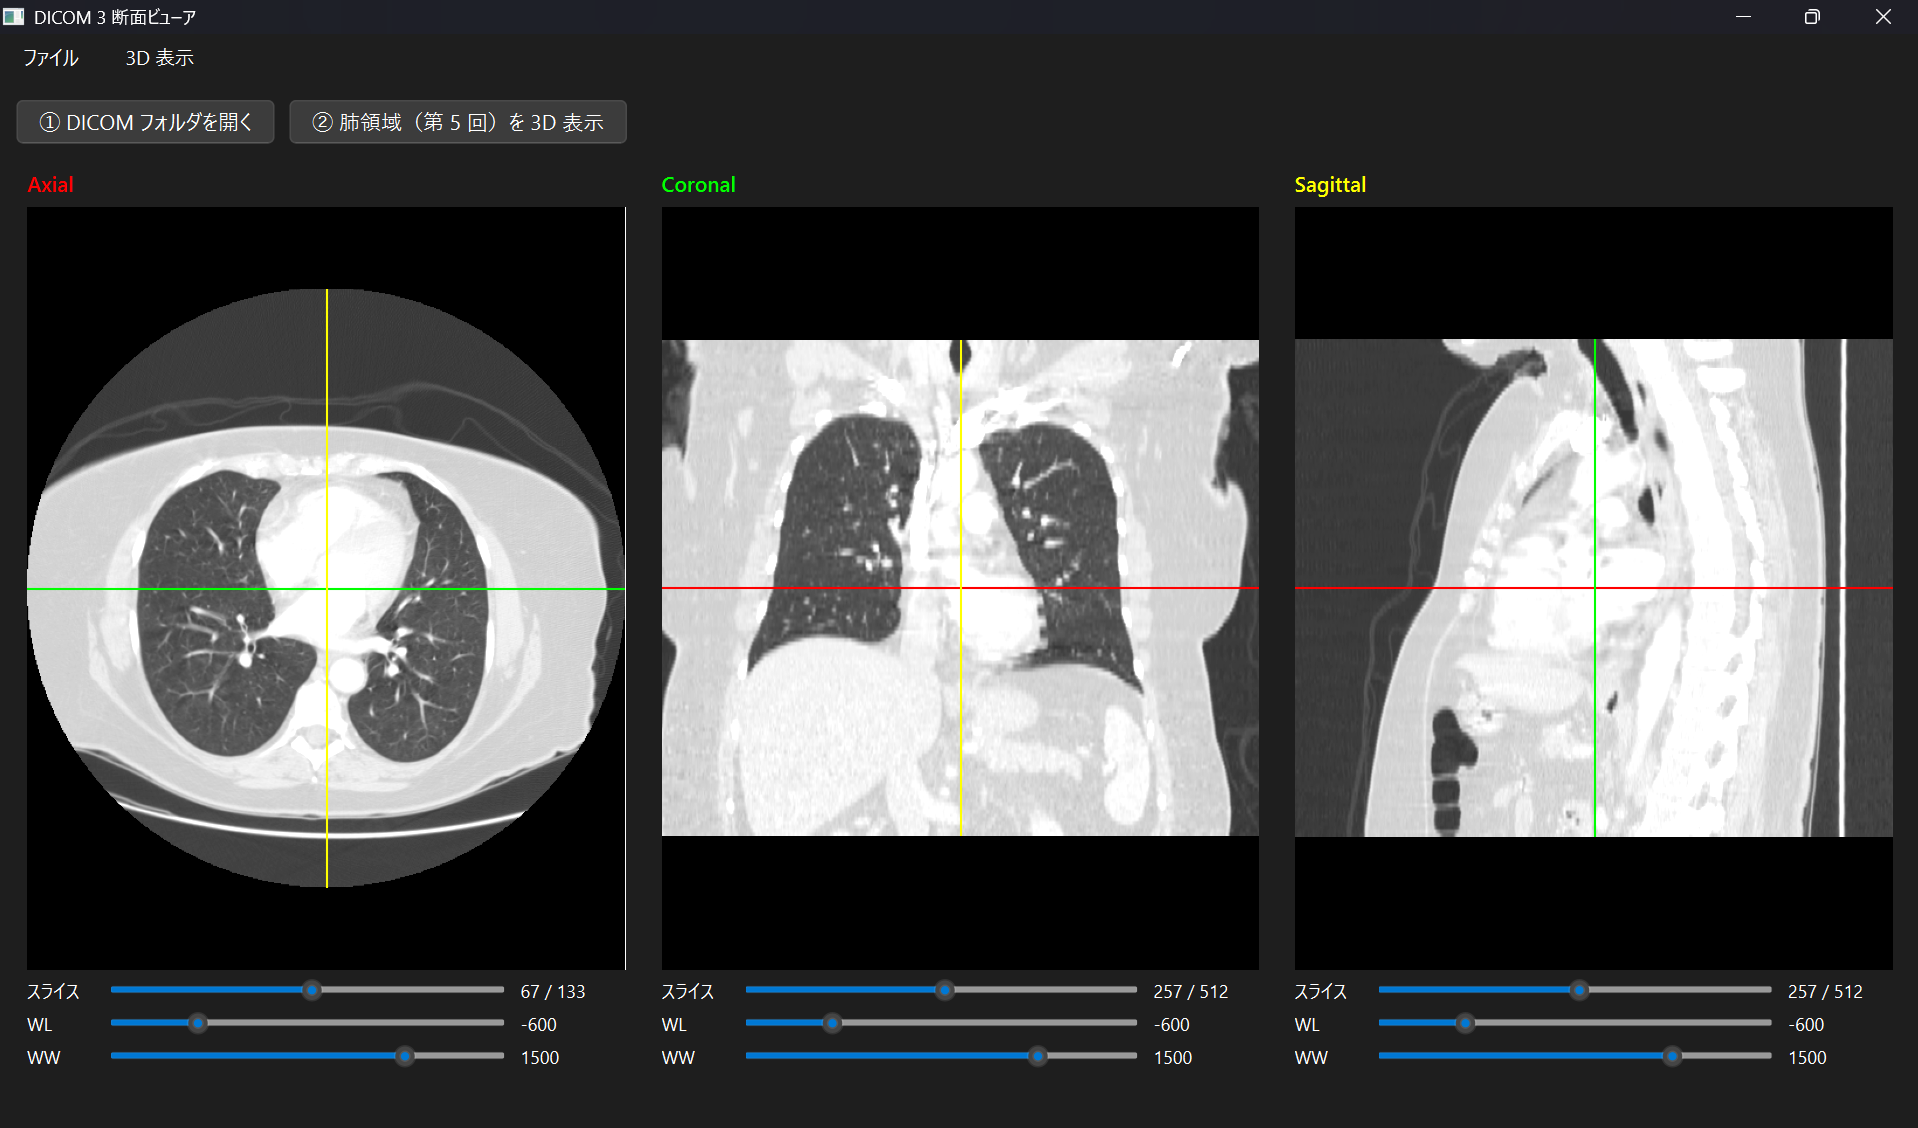 DICOM 3 断面ビューア
ファイル 3D 表示
① DICOM フォルダを開く ② 肺領域（第 5 回）を 3D 表示
Axial Coronal Sagittal
スライス 67 / 133 スライス 257 / 512 スライス 257 / 512
WL -600 WL -600 WL -600
WW 1500 WW 1500 WW 1500